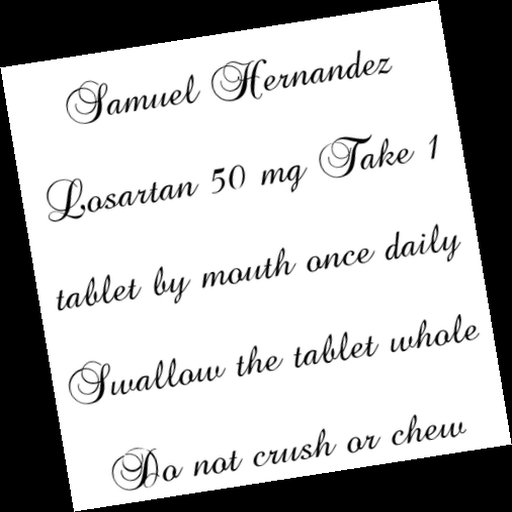 Samuel Hernandez
Losartan 50 mg Take 1
tablet by mouth once daily
Swallow the tablet whole
Do not crush or chew